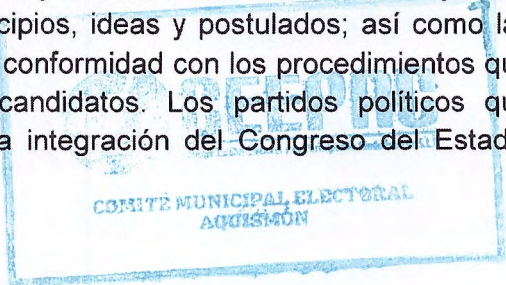 cipios, ideas y postulados; así como la
conformidad con los procedimientos qu
candidatos. Los partidos políticos qu
a integración del Congreso del Estad
CEEPAC
COMITÉ MUNICIPAL ELECTORAL
AQUISMÓN